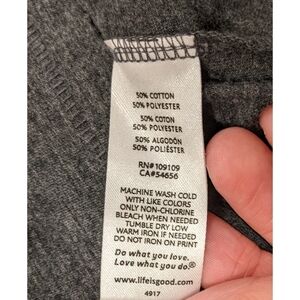 50% COTTON
50% POLYESTER
50% COTON
50% POLYESTER
50% ALGODÓN
50% POLIÉSTER
RN#109109
CA#54656
MACHINE WASH COLD
WITH LIKE COLORS
ONLY NON-CHLORINE
BLEACH WHEN NEEDED
TUMBLE DRY LOW
WARM IRON IF NEEDED
DO NOT IRON ON PRINT
Do what you love.
Love what you do.®
www.lifeisgood.com
4917